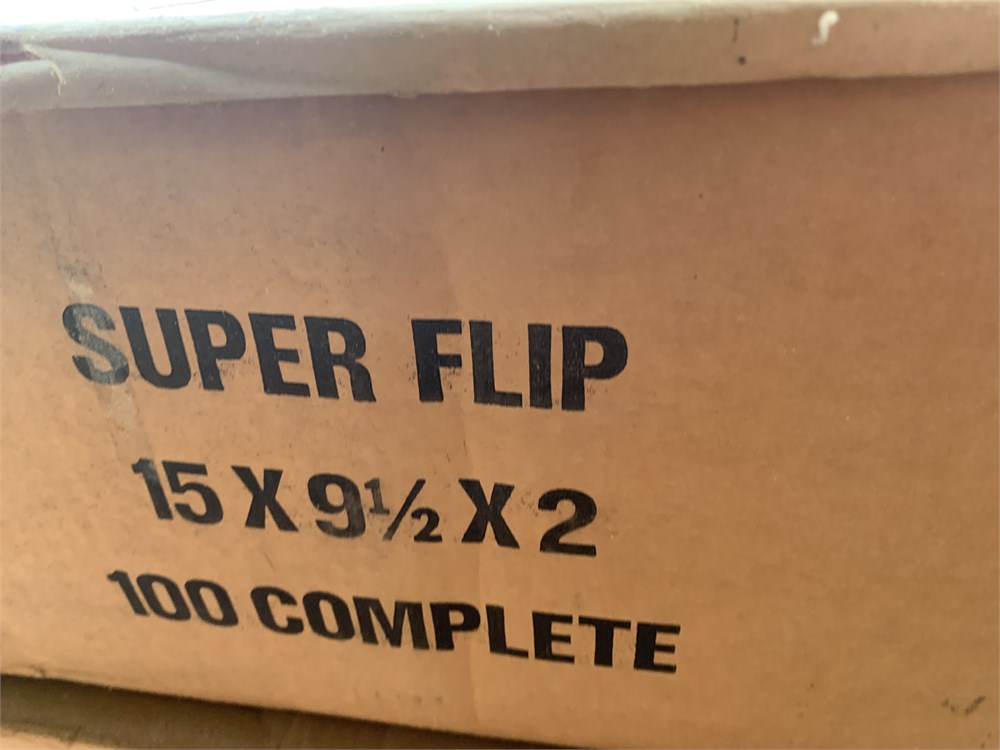 SUPER FLIP
15 X 9½ X 2
100 COMPLETE